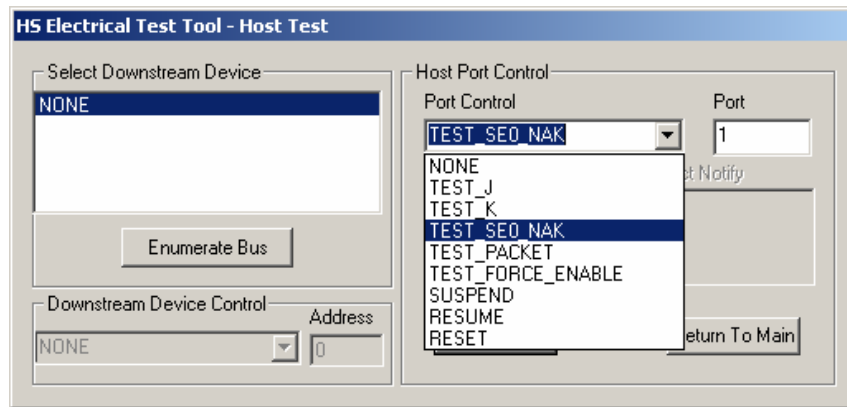 HS Electrical Test Tool - Host Test
Select Downstream Device
NONE
Enumerate Bus
Downstream Device Control
Address
NONE
0
Host Port Control
Port Control
Port
TEST_SE0_NAK
1
NONE
TEST_J
TEST_K
TEST_SE0_NAK
TEST_PACKET
TEST_FORCE_ENABLE
SUSPEND
RESUME
RESET
Notify
To Main